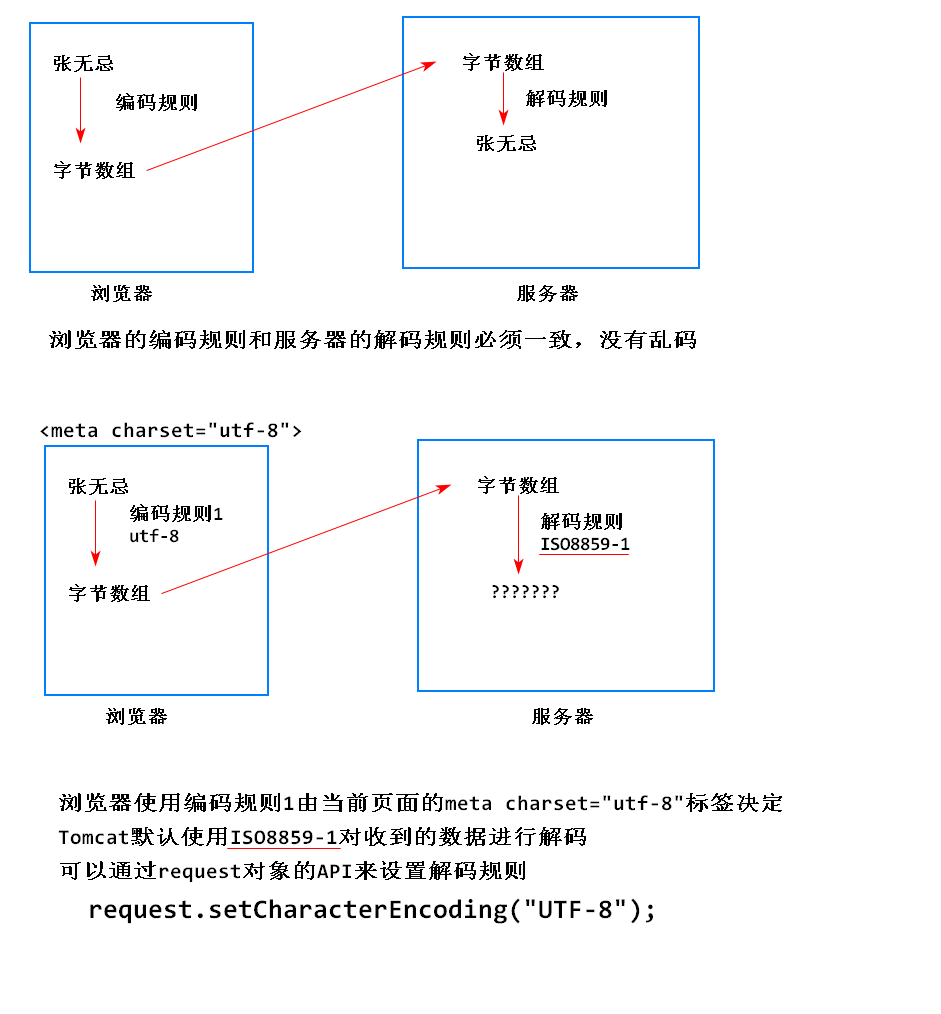 张无忌
编码规则
字节数组
浏览器
字节数组
解码规则
张无忌
服务器
浏览器的编码规则和服务器的解码规则必须一致，没有乱码
<meta charset="utf-8">
张无忌
编码规则1
utf-8
字节数组
浏览器
字节数组
解码规则
ISO8859-1
???????
服务器
浏览器使用编码规则1由当前页面的meta charset="utf-8"标签决定
Tomcat默认使用ISO8859-1对收到的数据进行解码
可以通过request对象的API来设置解码规则
request.setCharacterEncoding("UTF-8");